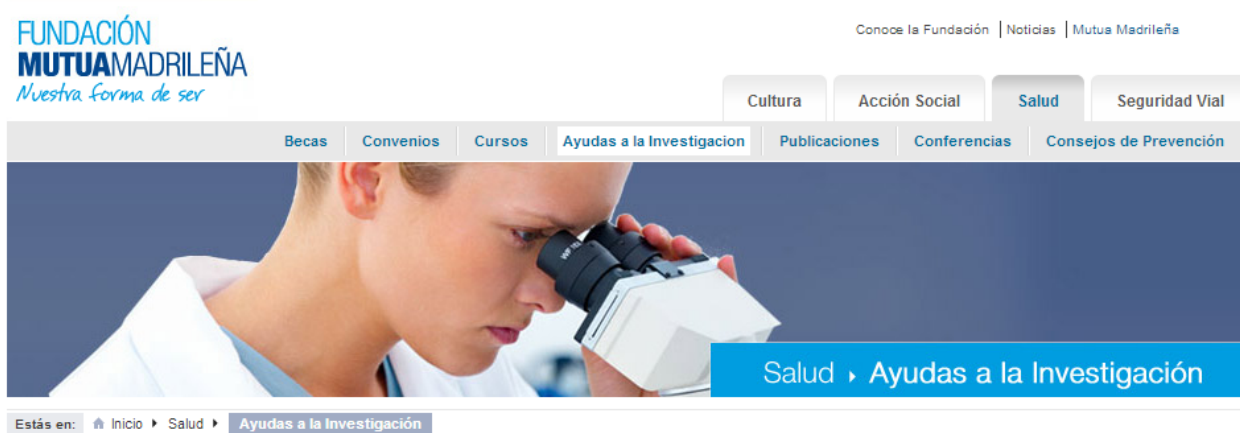 FUNDACIÓN
MUTUAMADRILEÑA
Nuestra forma de ser
Conoce la Fundación | Noticias | Mutua Madrileña
Cultura Acción Social Salud Seguridad Vial
Becas Convenios Cursos Ayudas a la Investigacion Publicaciones Conferencias Consejos de Prevención
Salud ▸ Ayudas a la Investigación
Estás en: Inicio ▸ Salud ▸ Ayudas a la Investigación